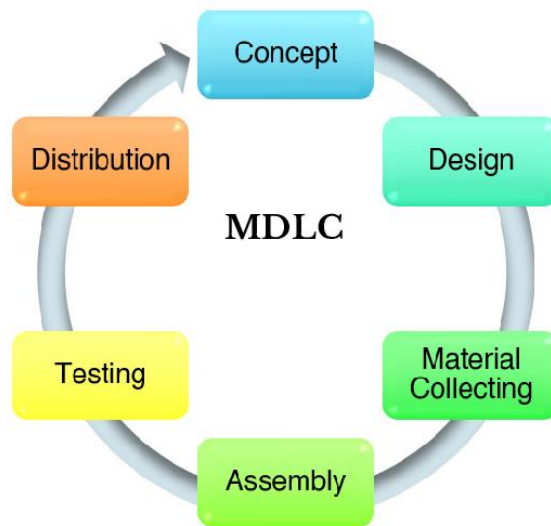 Concept
Design
Material
Collecting
Assembly
Testing
Distribution
MDLC